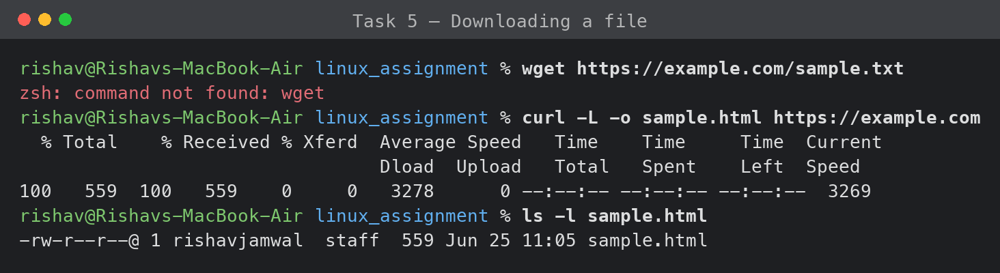 Task 5 — Downloading a file
rishav@Rishavs-MacBook-Air linux_assignment % wget https://example.com/sample.txt
zsh: command not found: wget
rishav@Rishavs-MacBook-Air linux_assignment % curl -L -o sample.html https://example.com
  % Total    % Received % Xferd  Average Speed   Time    Time     Time  Current
                                 Dload  Upload   Total   Spent    Left  Speed
100   559  100   559    0     0   3278      0 --:--:-- --:--:-- --:--:--  3269
rishav@Rishavs-MacBook-Air linux_assignment % ls -l sample.html
-rw-r--r--@ 1 rishavjamwal  staff  559 Jun 25 11:05 sample.html